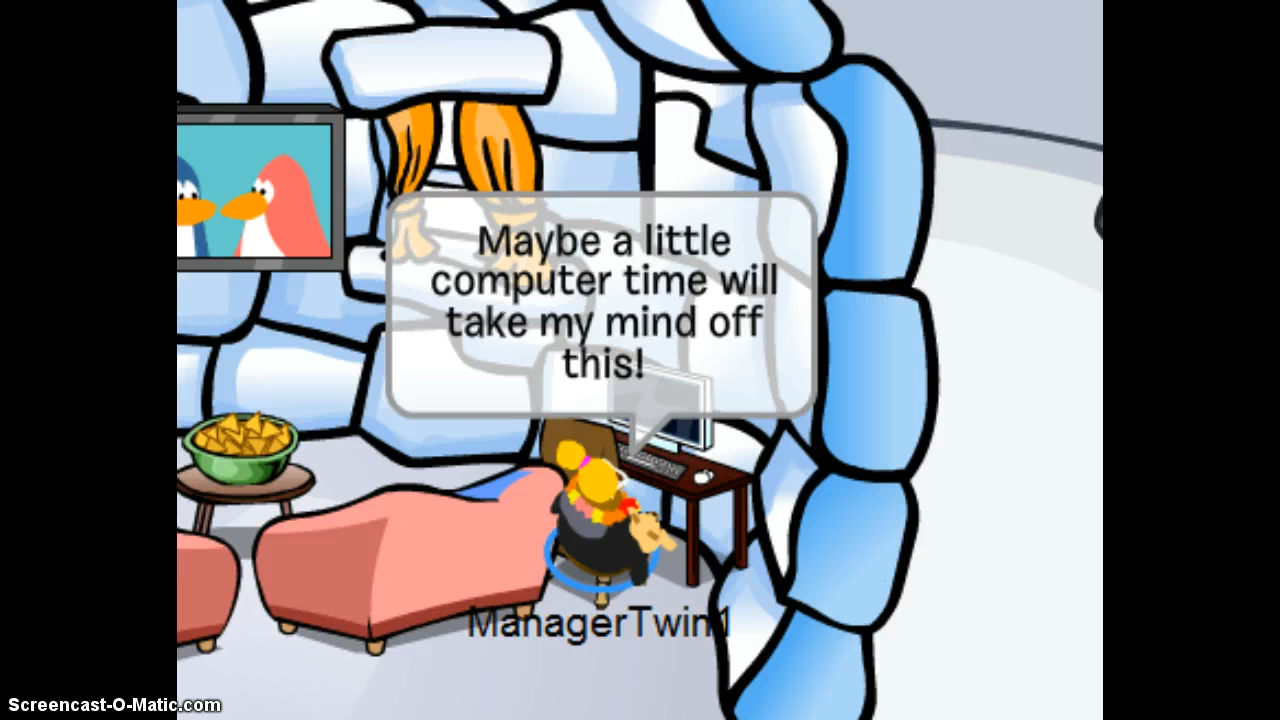 Maybe a little
computer time will
take my mind off
this!
ManagerTwin1
Screencast-O-Matic.com